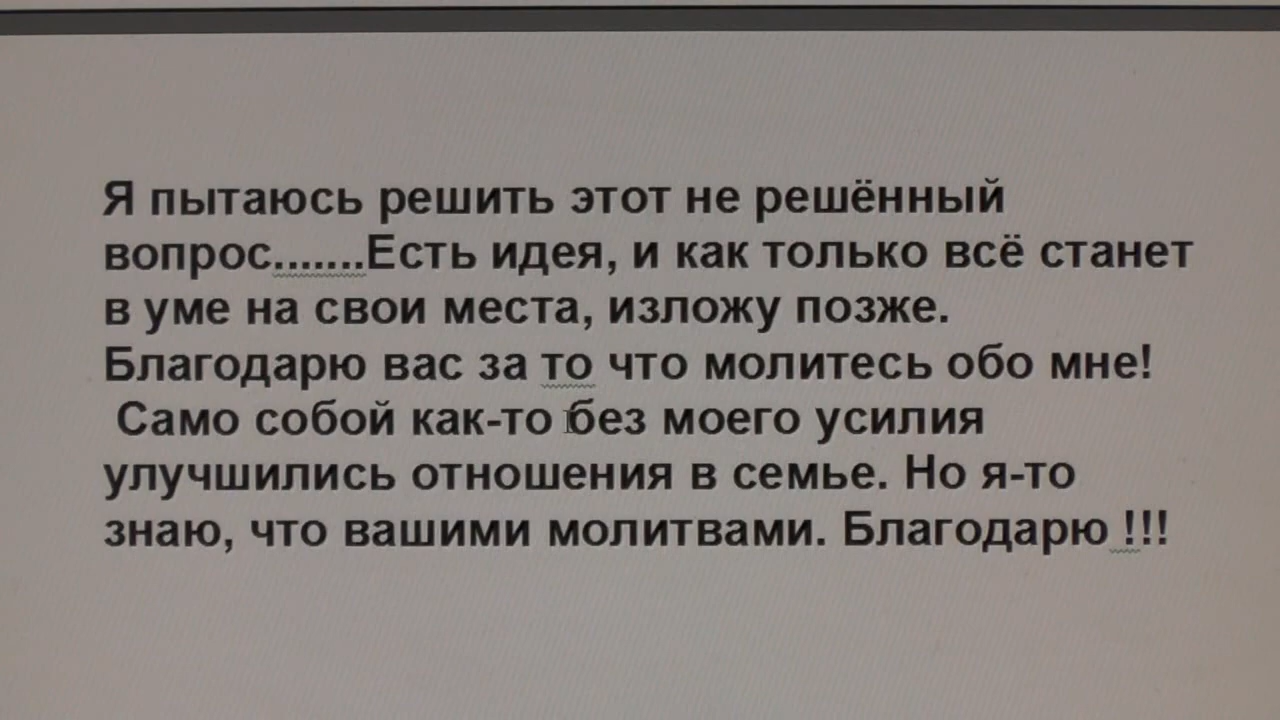 Я пытаюсь решить этот не решённый
вопрос.......Есть идея, и как только всё станет
в уме на свои места, изложу позже.
Благодарю вас за то что молитесь обо мне!
Само собой как-то без моего усилия
улучшились отношения в семье. Но я-то
знаю, что вашими молитвами. Благодарю !!!